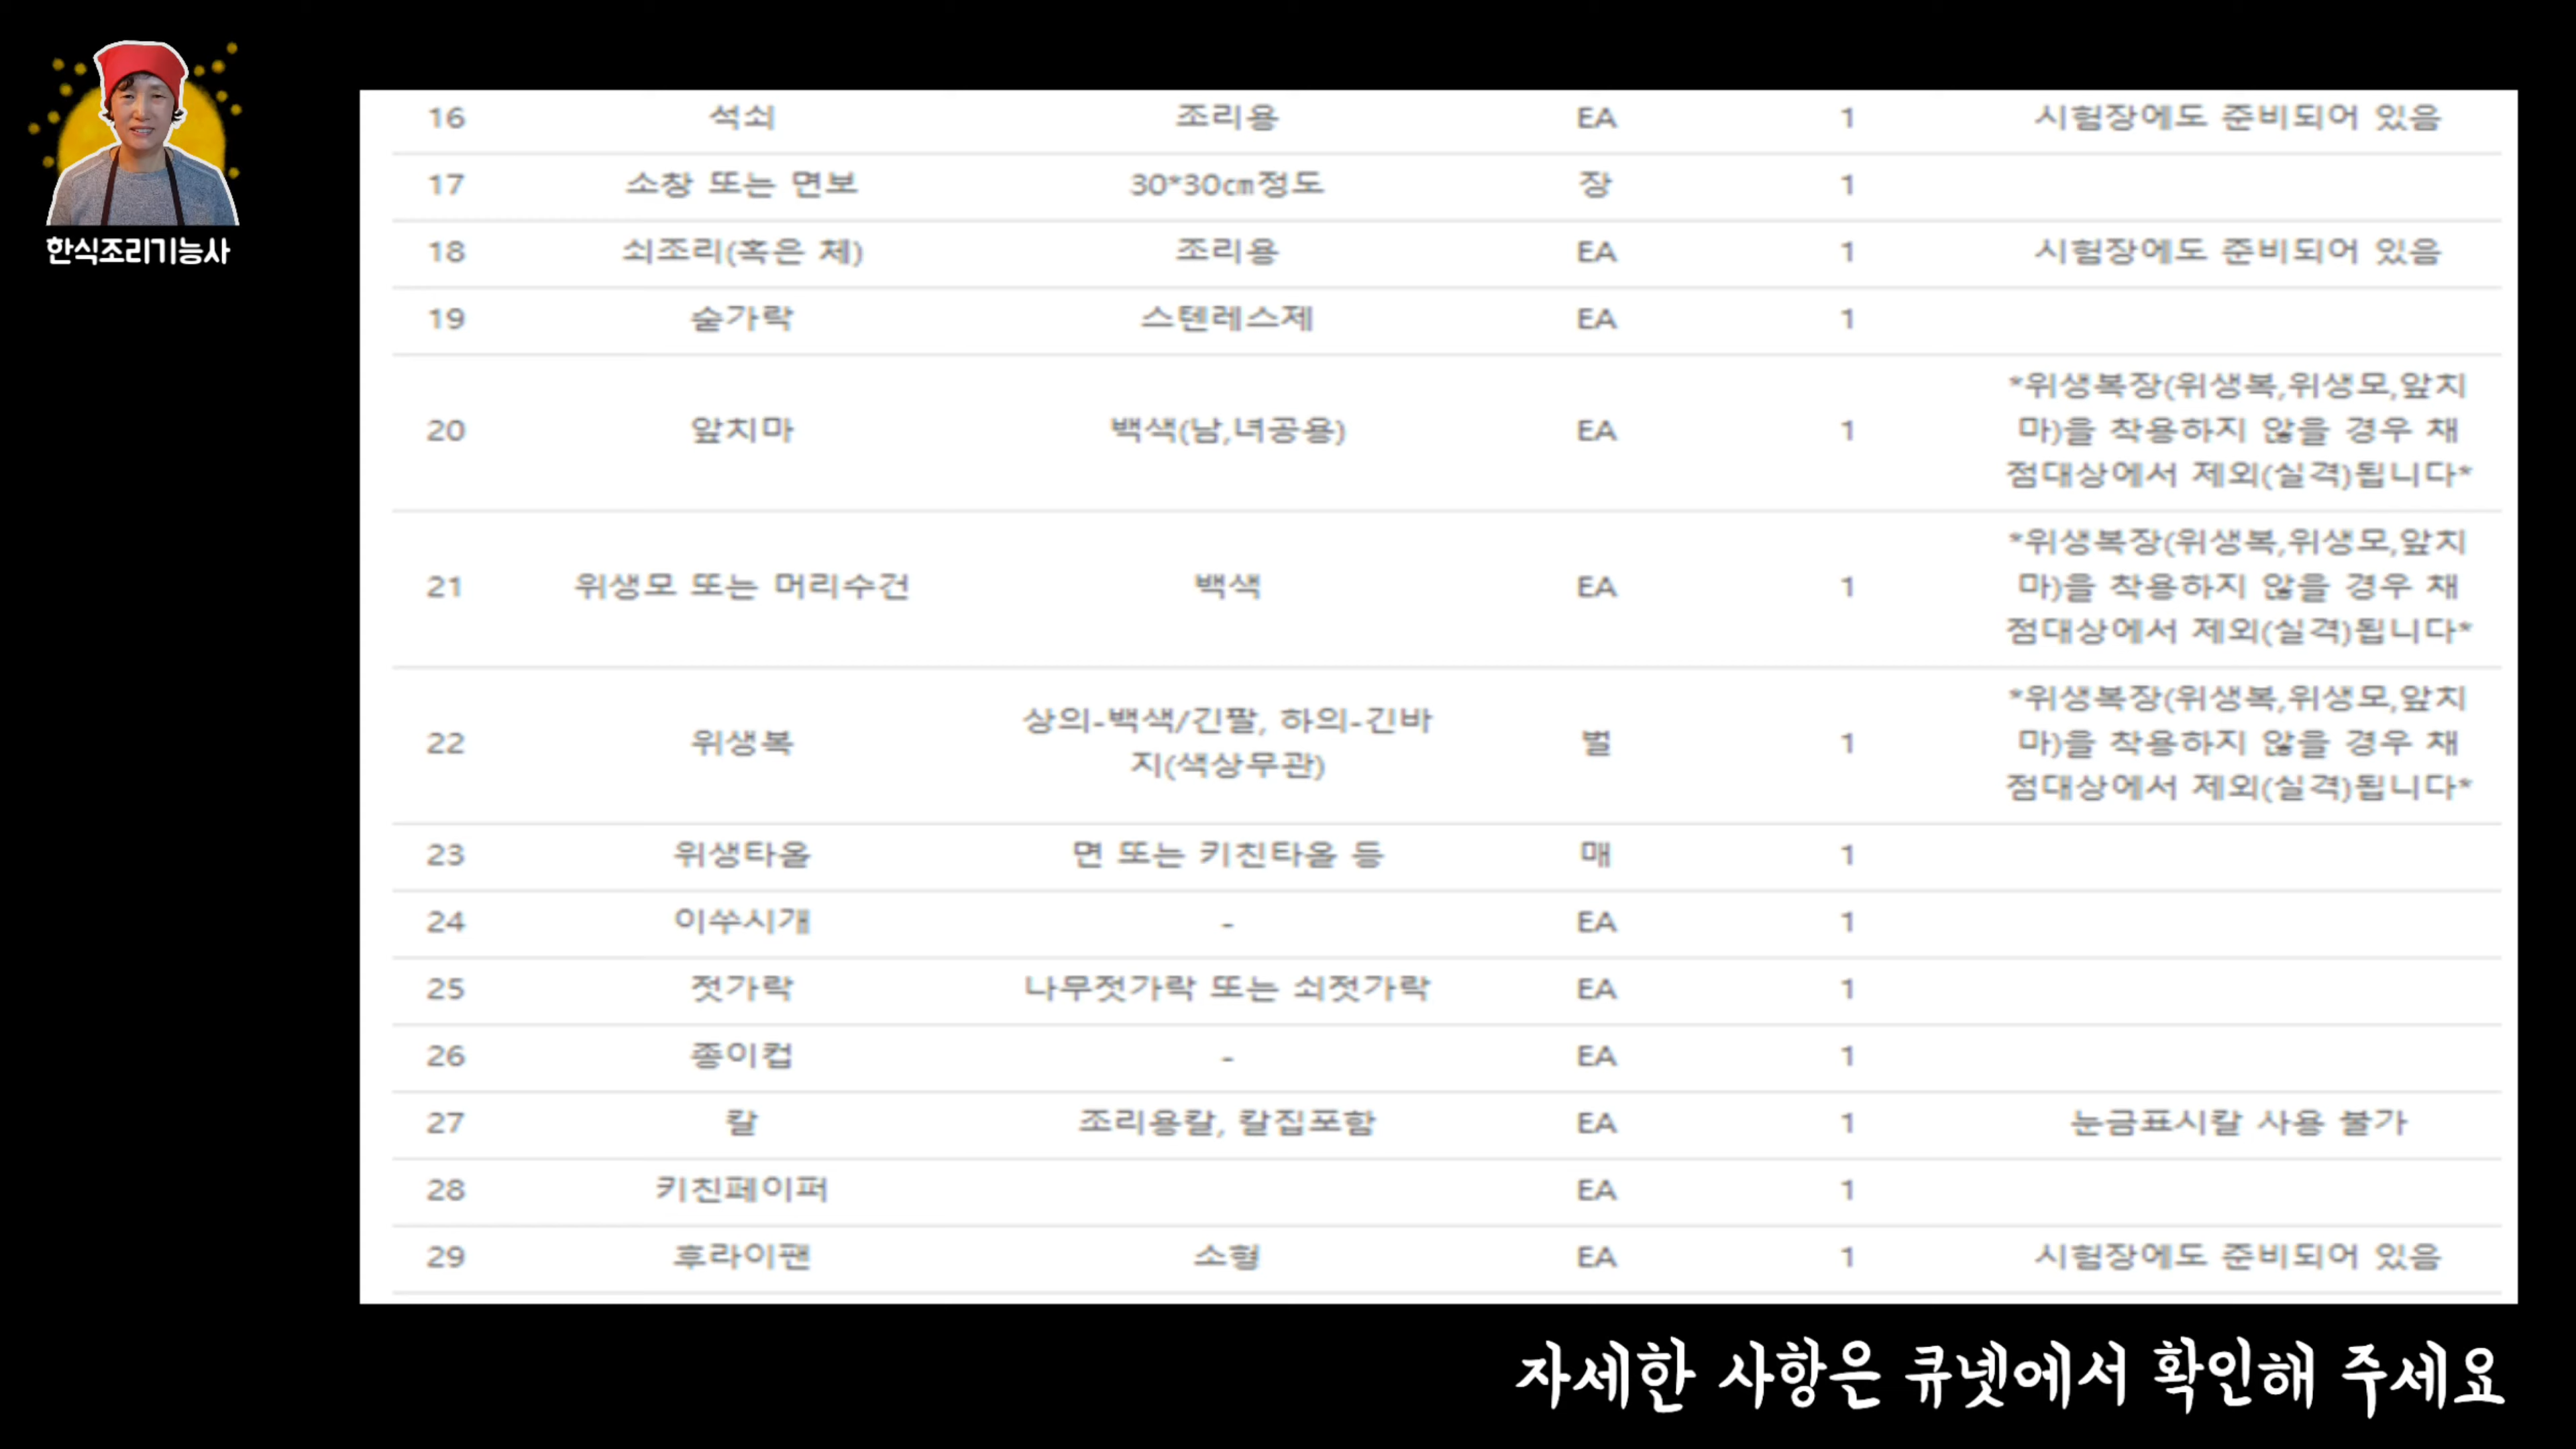 한식조리기능사
16 석쇠 조리용 EA 1 시험장에도 준비되어 있음
17 소창 또는 면보 30*30㎝정도 장 1
18 쇠조리(혹은 체) 조리용 EA 1 시험장에도 준비되어 있음
19 숟가락 스텐레스제 EA 1
20 앞치마 백색(남,녀공용) EA 1 *위생복장(위생복,위생모,앞치
마)을 착용하지 않을 경우 채
점대상에서 제외(실격)됩니다*
21 위생모 또는 머리수건 백색 EA 1 *위생복장(위생복,위생모,앞치
마)을 착용하지 않을 경우 채
점대상에서 제외(실격)됩니다*
22 위생복 상의-백색/긴팔, 하의-긴바
지(색상무관) 벌 1 *위생복장(위생복,위생모,앞치
마)을 착용하지 않을 경우 채
점대상에서 제외(실격)됩니다*
23 위생타올 면 또는 키친타올 등 매 1
24 이쑤시개 - EA 1
25 젓가락 나무젓가락 또는 쇠젓가락 EA 1
26 종이컵 - EA 1
27 칼 조리용칼, 칼집포함 EA 1 눈금표시칼 사용 불가
28 키친페이퍼 EA 1
29 후라이팬 소형 EA 1 시험장에도 준비되어 있음
자세한 사항은 큐넷에서 확인해 주세요